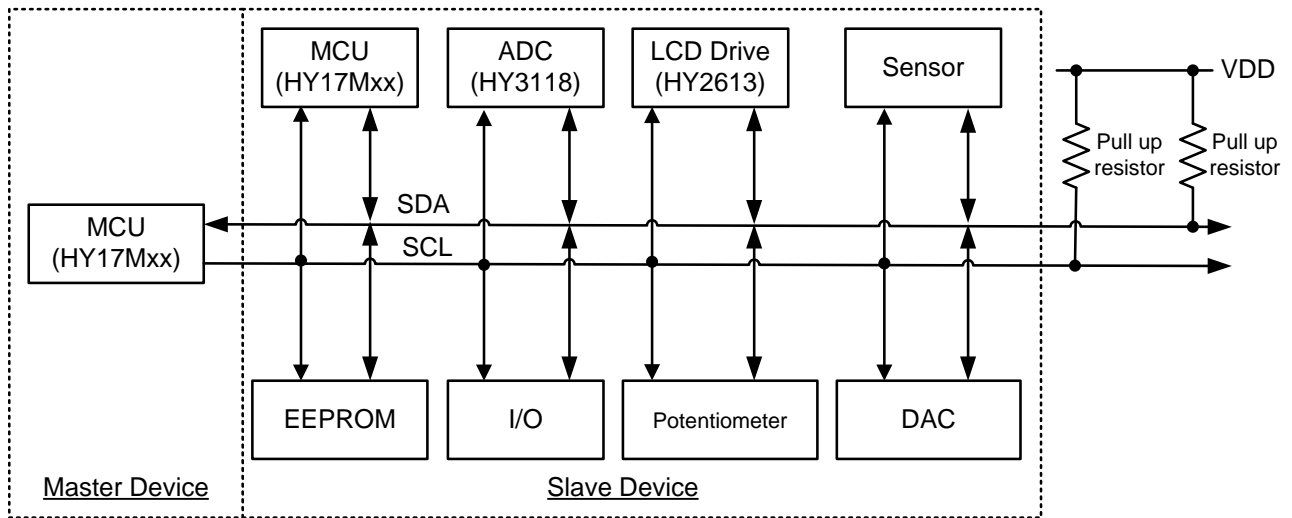 MCU
(HY17Mxx)
ADC
(HY3118)
LCD Drive
(HY2613)
Sensor
VDD
Pull up
resistor
Pull up
resistor
SDA
MCU
(HY17Mxx)
SCL
EEPROM
I/O
Potentiometer
DAC
Master Device
Slave Device